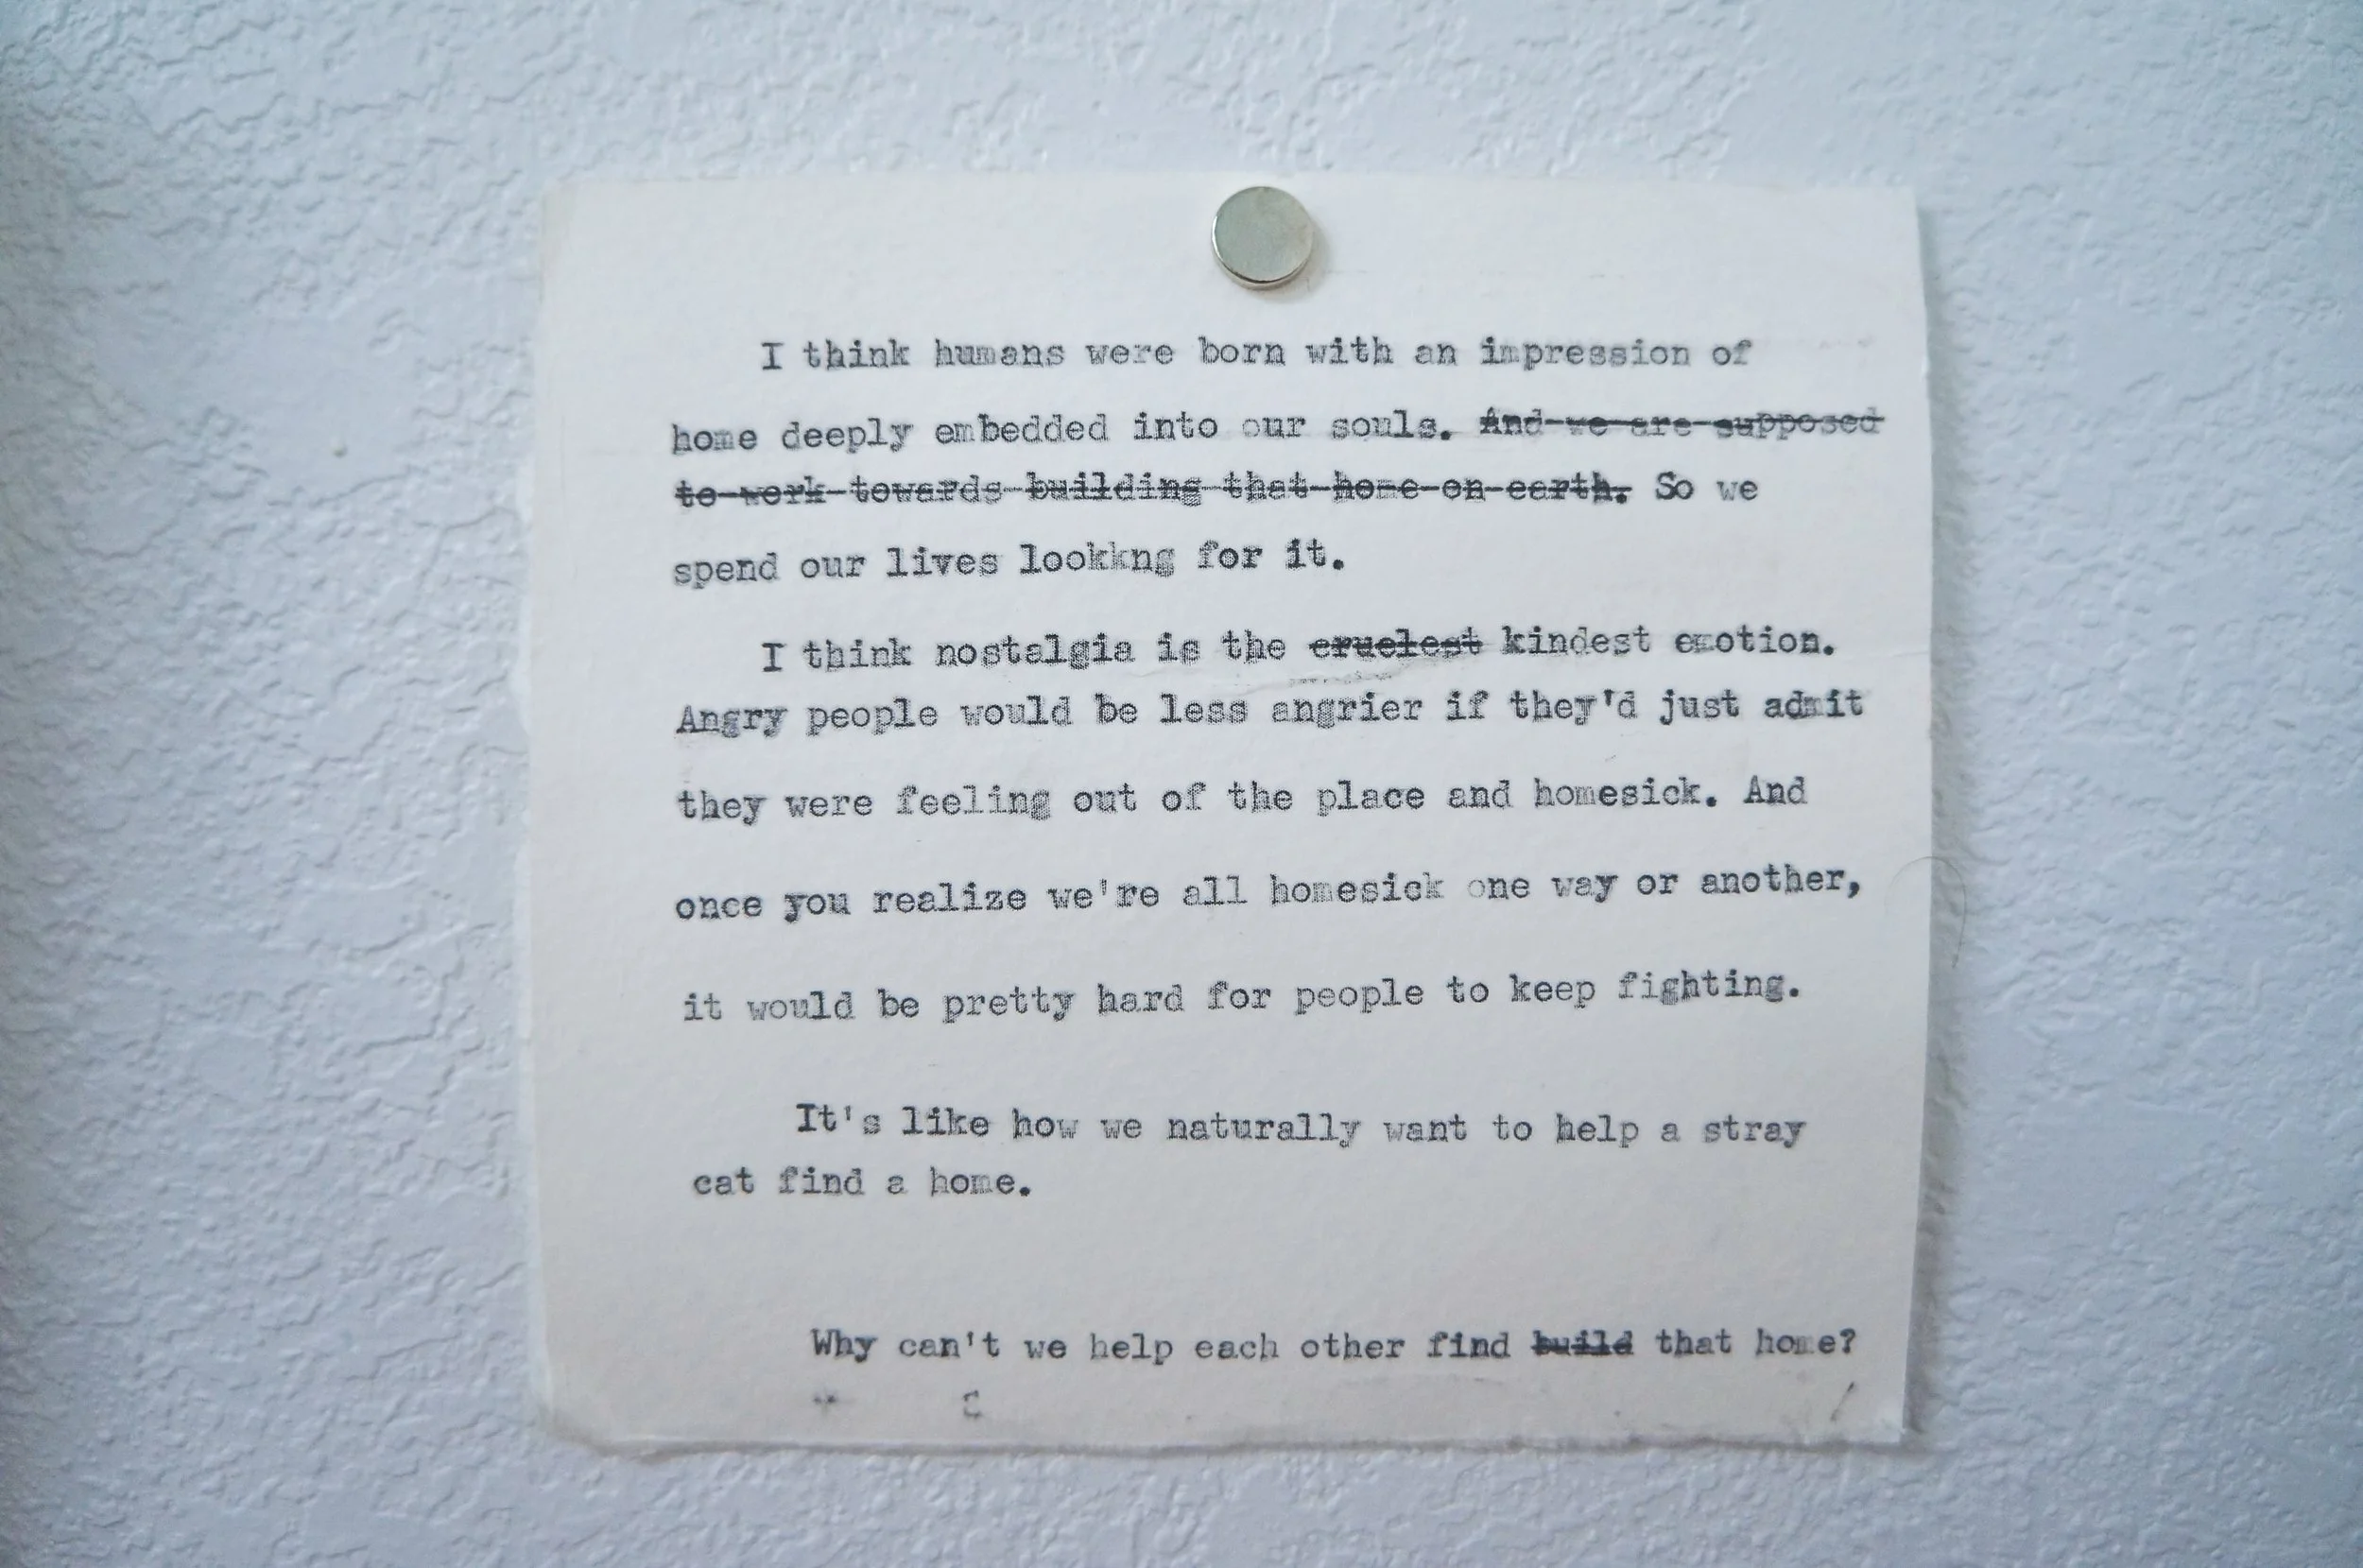 I think humans were born with an impression of
home deeply embedded into our souls. And we are supposed
to work towards building that home on earth. So we
spend our lives lookkng for it.
I think nostalgia is the cruelest kindest emotion.
Angry people would be less angrier if they'd just admit
they were feeling out of the place and homesick. And
once you realize we're all homesick one way or another,
it would be pretty hard for people to keep fighting.
It's like how we naturally want to help a stray
cat find a home.
Why can't we help each other find build that home?